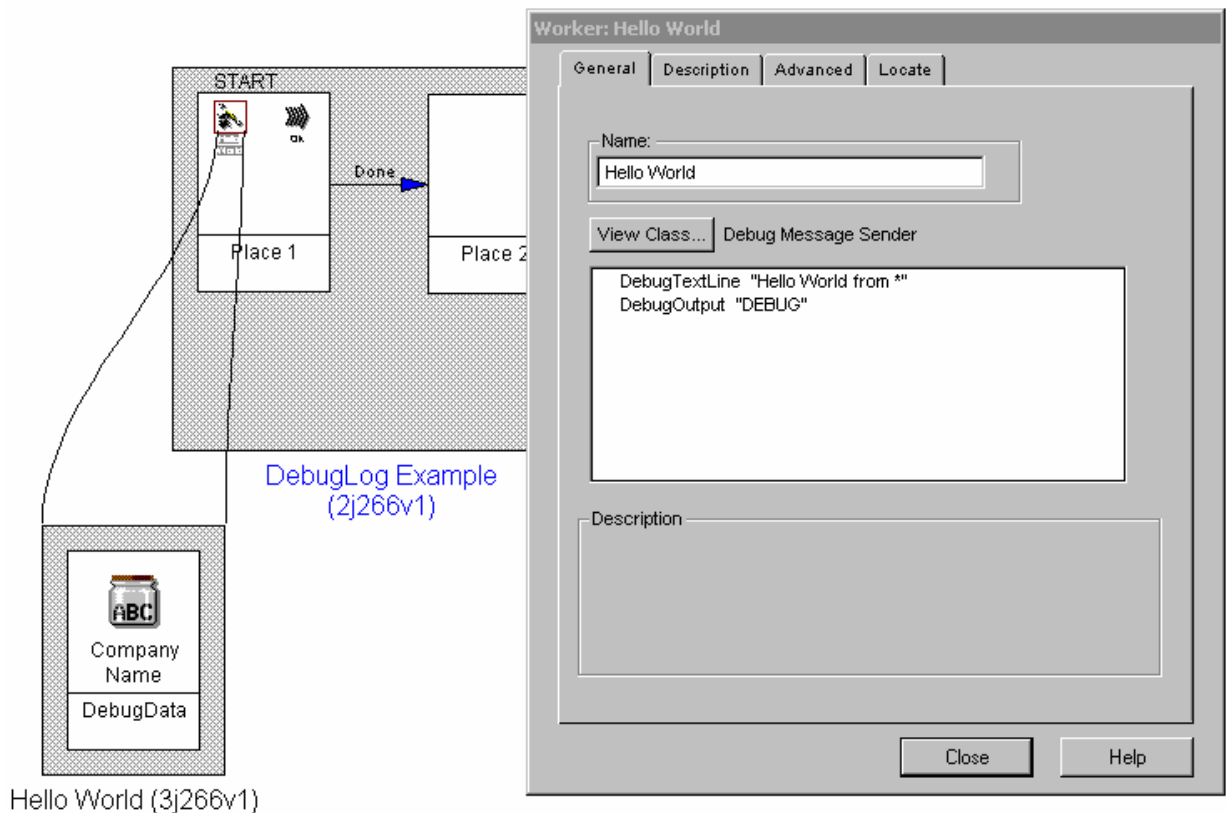 START
OK
Done
Place 1
Place 2
DebugLog Example
(2j266v1)
ABC
Company
Name
DebugData
Hello World (3j266v1)
Worker: Hello World
General
Description
Advanced
Locate
Name:
Hello World
View Class... Debug Message Sender
DebugTextLine "Hello World from *"
DebugOutput "DEBUG"
Description
Close
Help